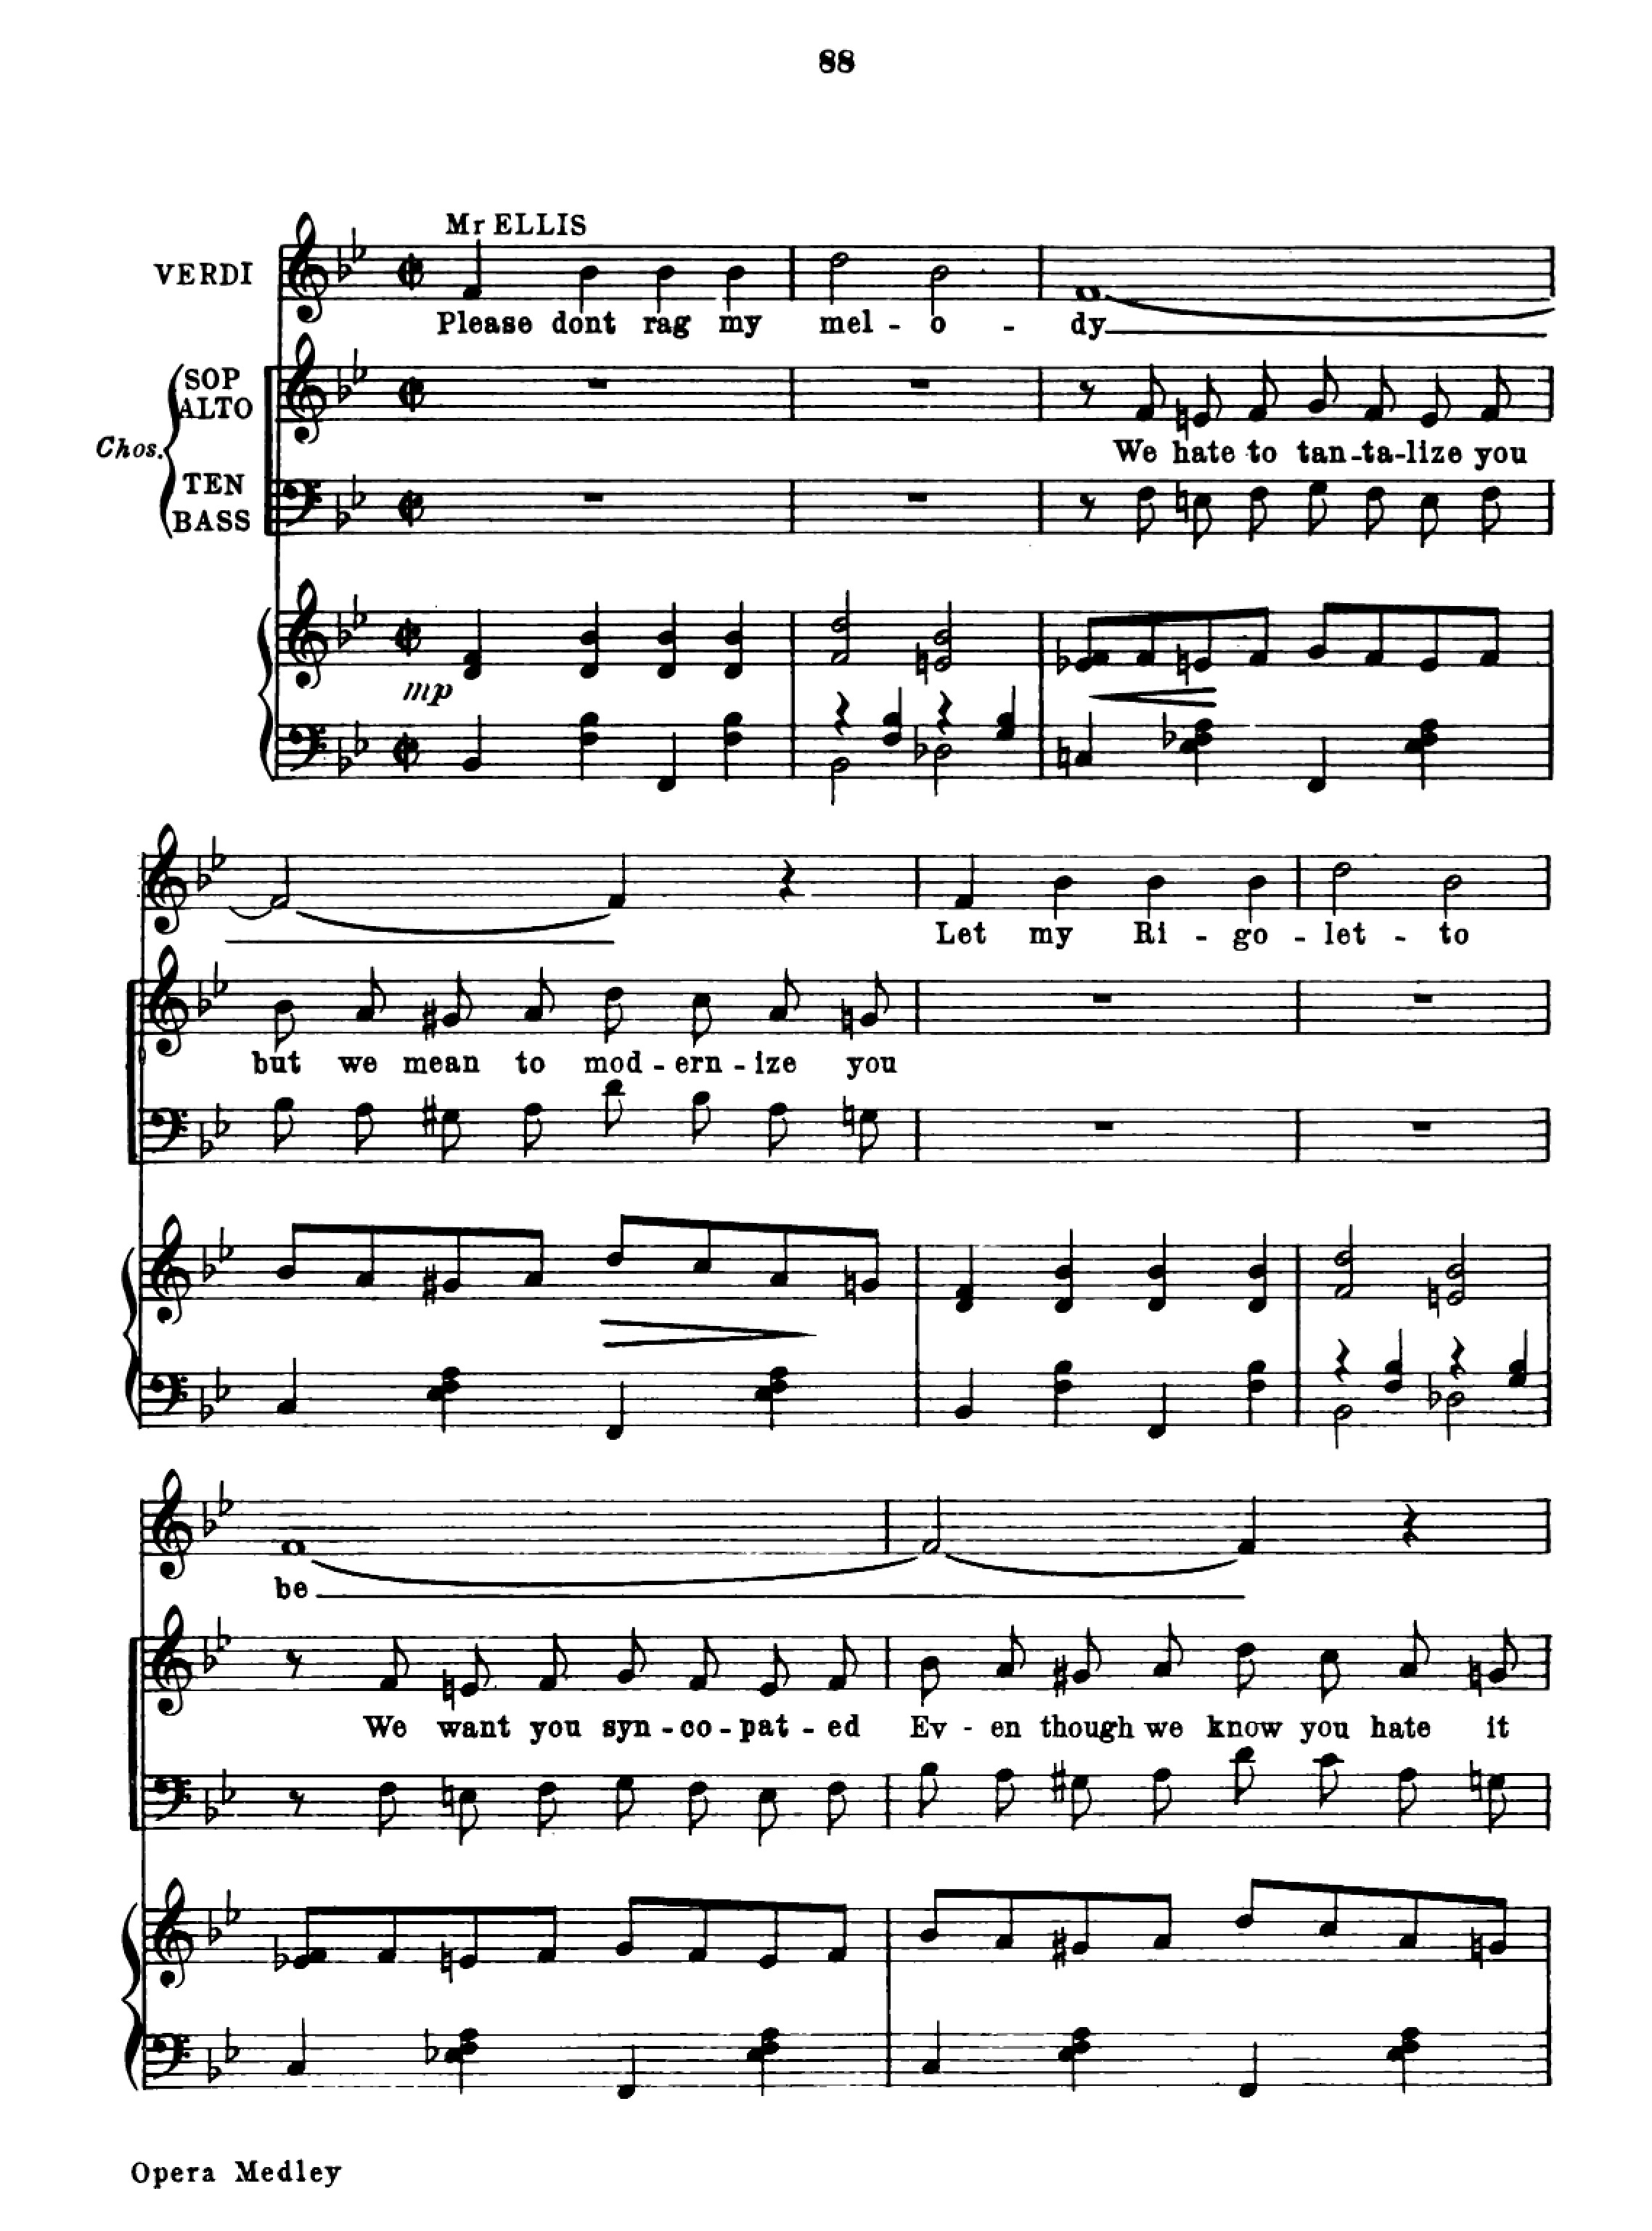 88
Mr ELLIS
VERDI
Please dont rag my mel - o - dy
SOP
ALTO
Chos.
We hate to tan-ta-lize you
TEN
BASS
mp
Let my Ri - go - let - to
but we mean to mod-ern-ize you
be
We want you syn-co-pat-ed Ev-en though we know you hate it
Opera Medley